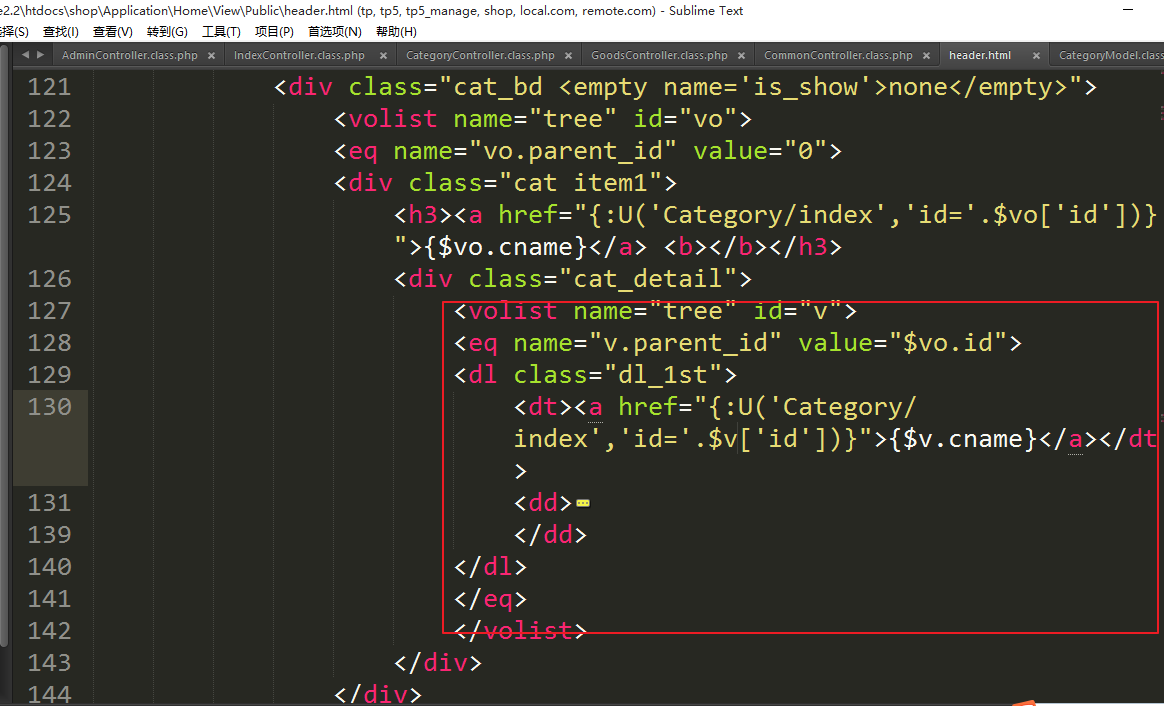 e2.2\htdocs\shop\Application\Home\View\Public\header.html (tp, tp5, tp5_manage, shop, local.com, remote.com) - Sublime Text
择(S) 查找(I) 查看(V) 转到(G) 工具(T) 项目(P) 首选项(N) 帮助(H)
AdminController.class.php × IndexController.class.php × CategoryController.class.php × GoodsController.class.php × CommonController.class.php × header.html × CategoryModel.class
121 <div class="cat_bd <empty name='is_show'>none</empty>">
122 <volist name="tree" id="vo">
123 <eq name="vo.parent_id" value="0">
124 <div class="cat item1">
125 <h3><a href="{:U('Category/index','id='.$vo['id'])}
">{$vo.cname}</a> <b></b></h3>
126 <div class="cat_detail">
127 <volist name="tree" id="v">
128 <eq name="v.parent_id" value="$vo.id">
129 <dl class="dl_1st">
130 <dt><a href="{:U('Category/
index','id='.$v['id'])}">{$v.cname}</a></dt
>
131 <dd>
139 </dd>
140 </dl>
141 </eq>
142 </volist>
143 </div>
144 </div>